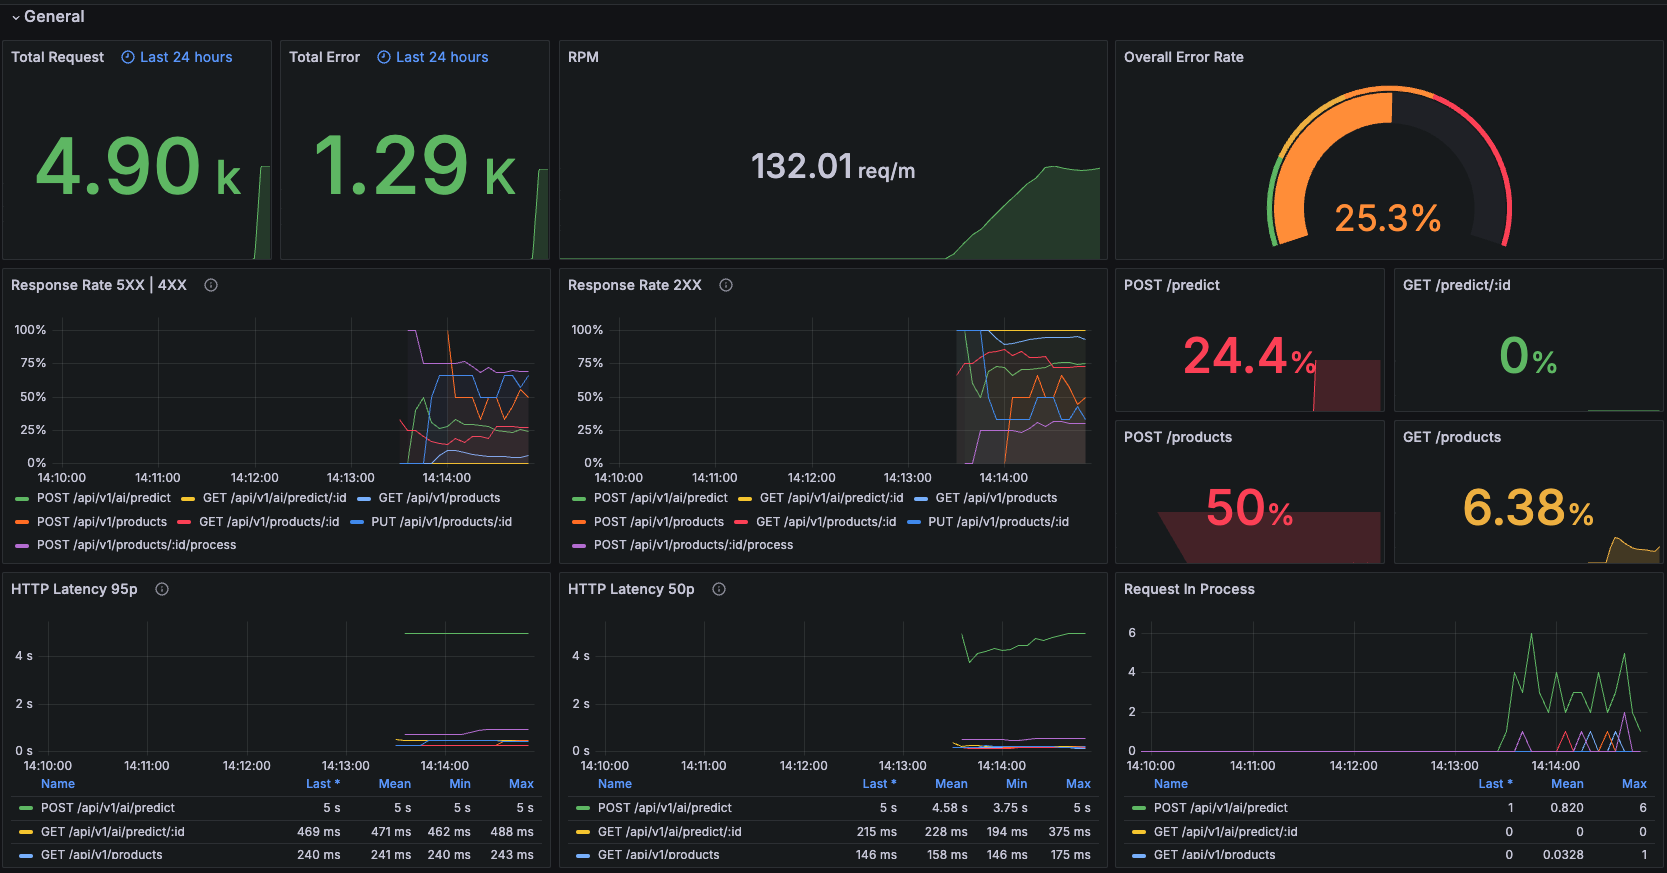 General
Total Request Last 24 hours
4.90 k
Total Error Last 24 hours
1.29 K
RPM
132.01 req/m
Overall Error Rate
25.3%
Response Rate 5XX | 4XX
100%
75%
50%
25%
0%
14:10:00 14:11:00 14:12:00 14:13:00 14:14:00
POST /api/v1/ai/predict GET /api/v1/ai/predict/:id GET /api/v1/products
POST /api/v1/products GET /api/v1/products/:id PUT /api/v1/products/:id
POST /api/v1/products/:id/process
Response Rate 2XX
100%
75%
50%
25%
0%
14:10:00 14:11:00 14:12:00 14:13:00 14:14:00
POST /api/v1/ai/predict GET /api/v1/ai/predict/:id GET /api/v1/products
POST /api/v1/products GET /api/v1/products/:id PUT /api/v1/products/:id
POST /api/v1/products/:id/process
POST /predict
24.4%
GET /predict/:id
0%
POST /products
50%
GET /products
6.38%
HTTP Latency 95p
4 s
2 s
0 s
14:10:00 14:11:00 14:12:00 14:13:00 14:14:00
Name Last * Mean Min Max
POST /api/v1/ai/predict 5 s 5 s 5 s 5 s
GET /api/v1/ai/predict/:id 469 ms 471 ms 462 ms 488 ms
GET /api/v1/products 240 ms 241 ms 240 ms 243 ms
HTTP Latency 50p
4 s
2 s
0 s
14:10:00 14:11:00 14:12:00 14:13:00 14:14:00
Name Last * Mean Min Max
POST /api/v1/ai/predict 5 s 4.58 s 3.75 s 5 s
GET /api/v1/ai/predict/:id 215 ms 228 ms 194 ms 375 ms
GET /api/v1/products 146 ms 158 ms 146 ms 175 ms
Request In Process
6
4
2
0
14:10:00 14:11:00 14:12:00 14:13:00 14:14:00
Name Last * Mean Max
POST /api/v1/ai/predict 1 0.820 6
GET /api/v1/ai/predict/:id 0 0 0
GET /api/v1/products 0 0.0328 1